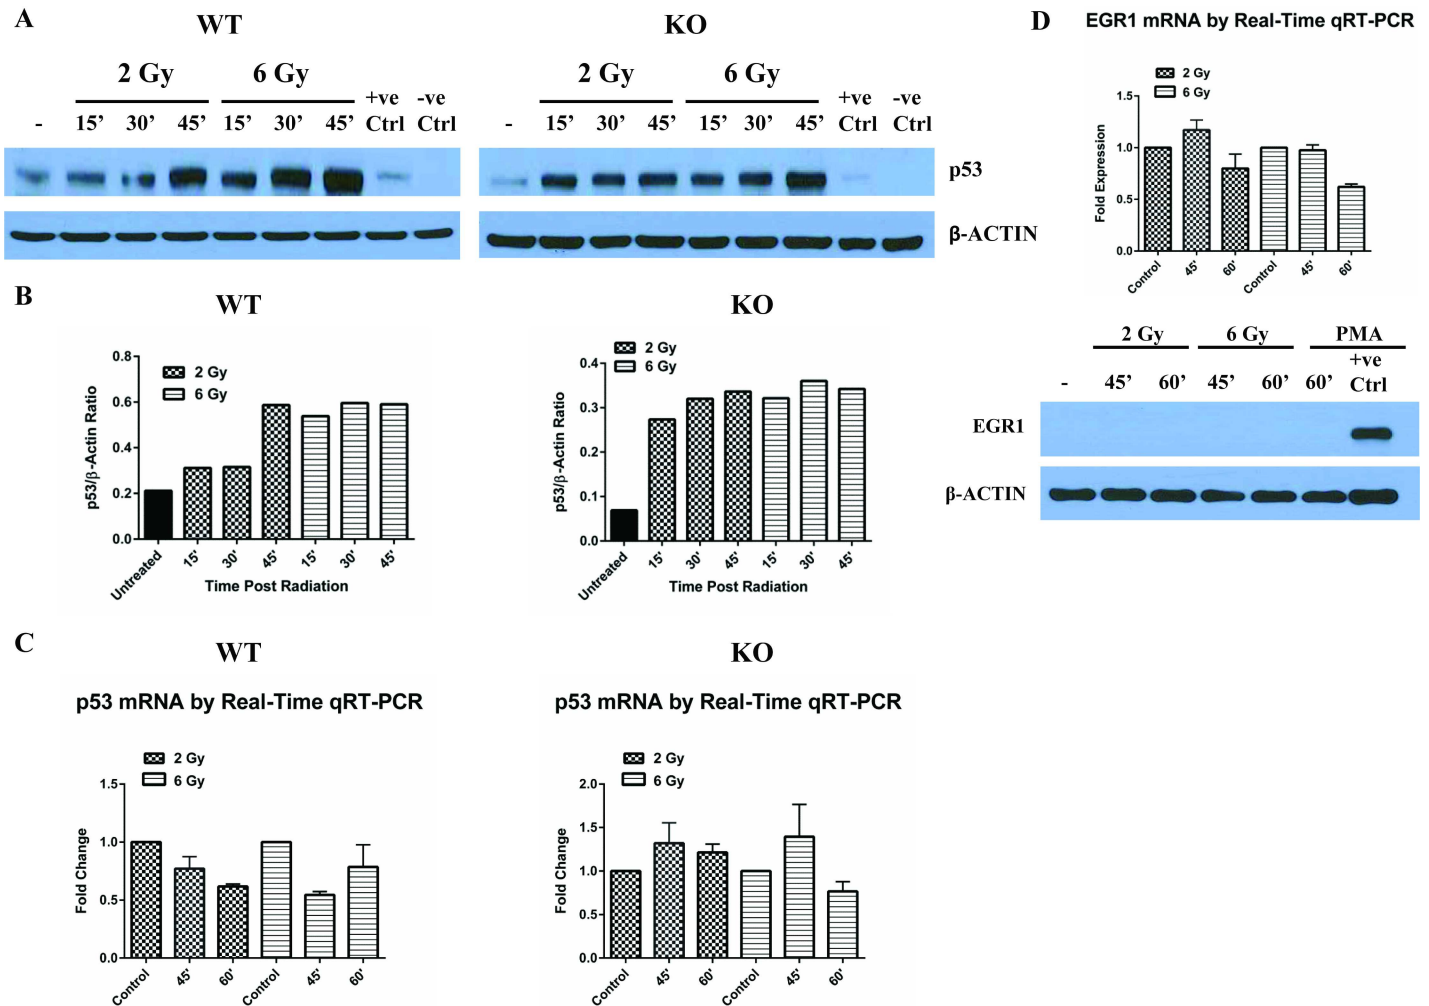 A
WT
2 Gy
6 Gy
+ve
-ve
-
15'
30'
45'
15'
30'
45'
Ctrl
Ctrl
KO
2 Gy
6 Gy
+ve
-ve
-
15'
30'
45'
15'
30'
45'
Ctrl
Ctrl
p53
β-ACTIN
B
WT
2 Gy
6 Gy
p53/β-Actin Ratio
0.8
0.6
0.4
0.2
0.0
Untreated
15'
30'
45'
15'
30'
45'
Time Post Radiation
KO
2 Gy
6 Gy
p53/β-Actin Ratio
0.4
0.3
0.2
0.1
0.0
Untreated
15'
30'
45'
15'
30'
45'
Time Post Radiation
C
WT
p53 mRNA by Real-Time qRT-PCR
2 Gy
6 Gy
Fold Change
1.5
1.0
0.5
0.0
Control
45'
60'
Control
45'
60'
KO
p53 mRNA by Real-Time qRT-PCR
2 Gy
6 Gy
Fold Change
2.0
1.5
1.0
0.5
0.0
Control
45'
60'
Control
45'
60'
D
EGR1 mRNA by Real-Time qRT-PCR
2 Gy
6 Gy
Fold Expression
1.5
1.0
0.5
0.0
Control
45'
60'
Control
45'
60'
2 Gy
6 Gy
PMA
+ve
-
45'
60'
45'
60'
60'
Ctrl
EGR1
β-ACTIN